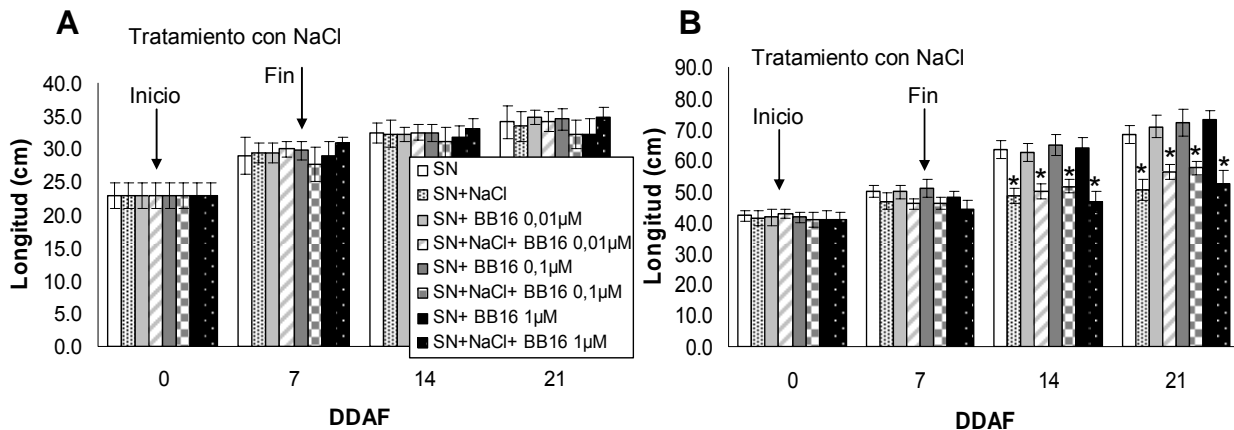 A
Tratamiento con NaCl
Inicio
Fin
Longitud (cm)
40.0
35.0
30.0
25.0
20.0
15.0
10.0
5.0
0.0
0 7 14 21
DDAF
SN
SN+NaCl
SN+ BB16 0,01µM
SN+NaCl+ BB16 0,01µM
SN+ BB16 0,1µM
SN+NaCl+ BB16 0,1µM
SN+ BB16 1µM
SN+NaCl+ BB16 1µM
B
Tratamiento con NaCl
Inicio
Fin
Longitud (cm)
90.0
80.0
70.0
60.0
50.0
40.0
30.0
20.0
10.0
0.0
* * * *
* * * *
0 7 14 21
DDAF